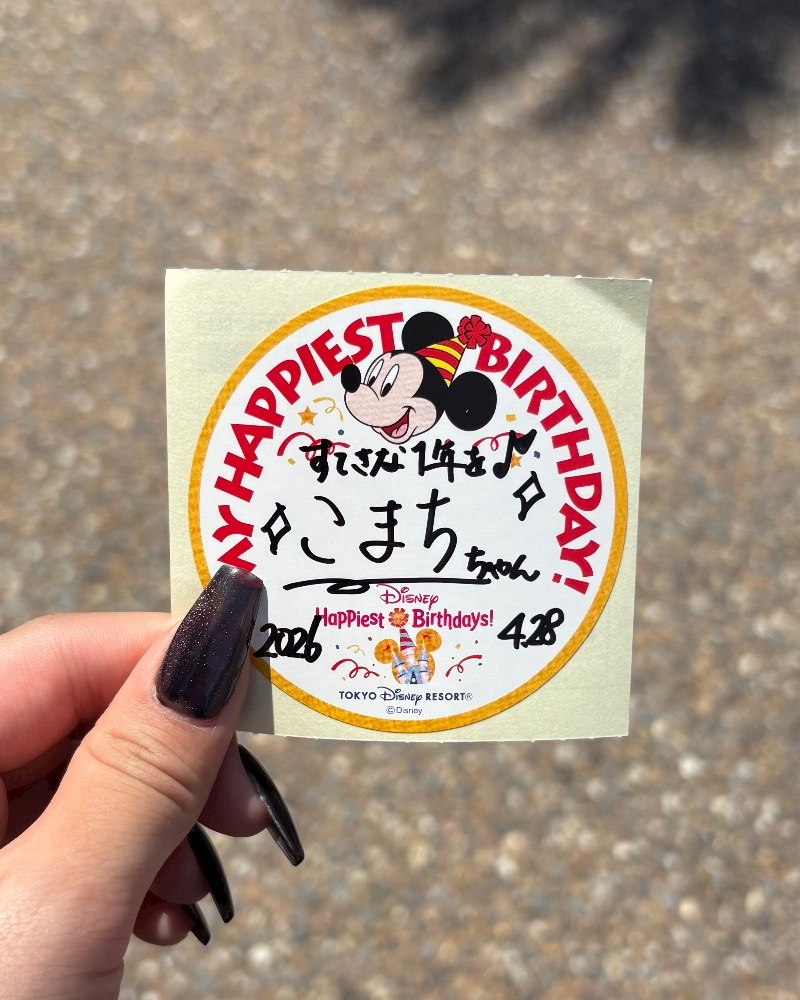 HAPPIEST BIRTHDAY!
すてきな1年を♪
こまち
ちゃん
Disney
Happiest Birthdays!
2026
4.28
TOKYO Disney RESORT®
©Disney